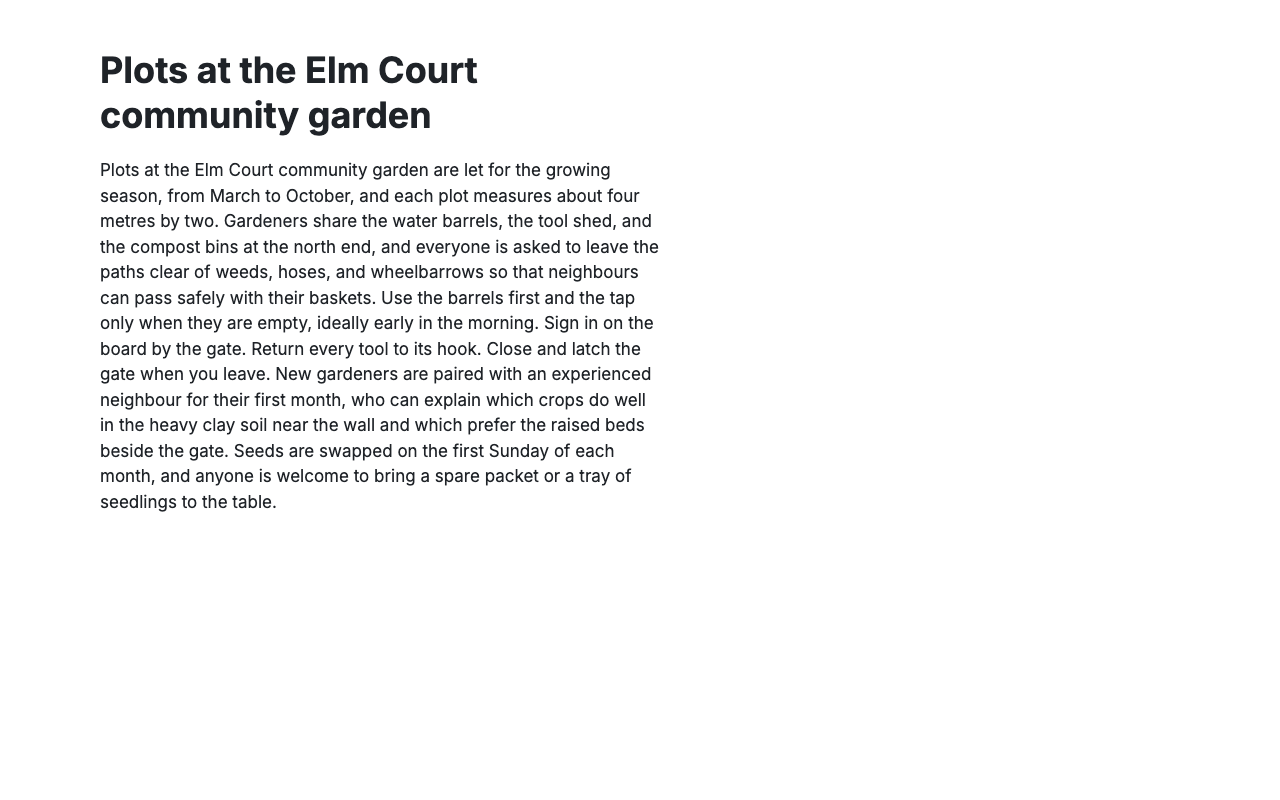 Plots at the Elm Court
community garden
Plots at the Elm Court community garden are let for the growing
season, from March to October, and each plot measures about four
metres by two. Gardeners share the water barrels, the tool shed, and
the compost bins at the north end, and everyone is asked to leave the
paths clear of weeds, hoses, and wheelbarrows so that neighbours
can pass safely with their baskets. Use the barrels first and the tap
only when they are empty, ideally early in the morning. Sign in on the
board by the gate. Return every tool to its hook. Close and latch the
gate when you leave. New gardeners are paired with an experienced
neighbour for their first month, who can explain which crops do well
in the heavy clay soil near the wall and which prefer the raised beds
beside the gate. Seeds are swapped on the first Sunday of each
month, and anyone is welcome to bring a spare packet or a tray of
seedlings to the table.